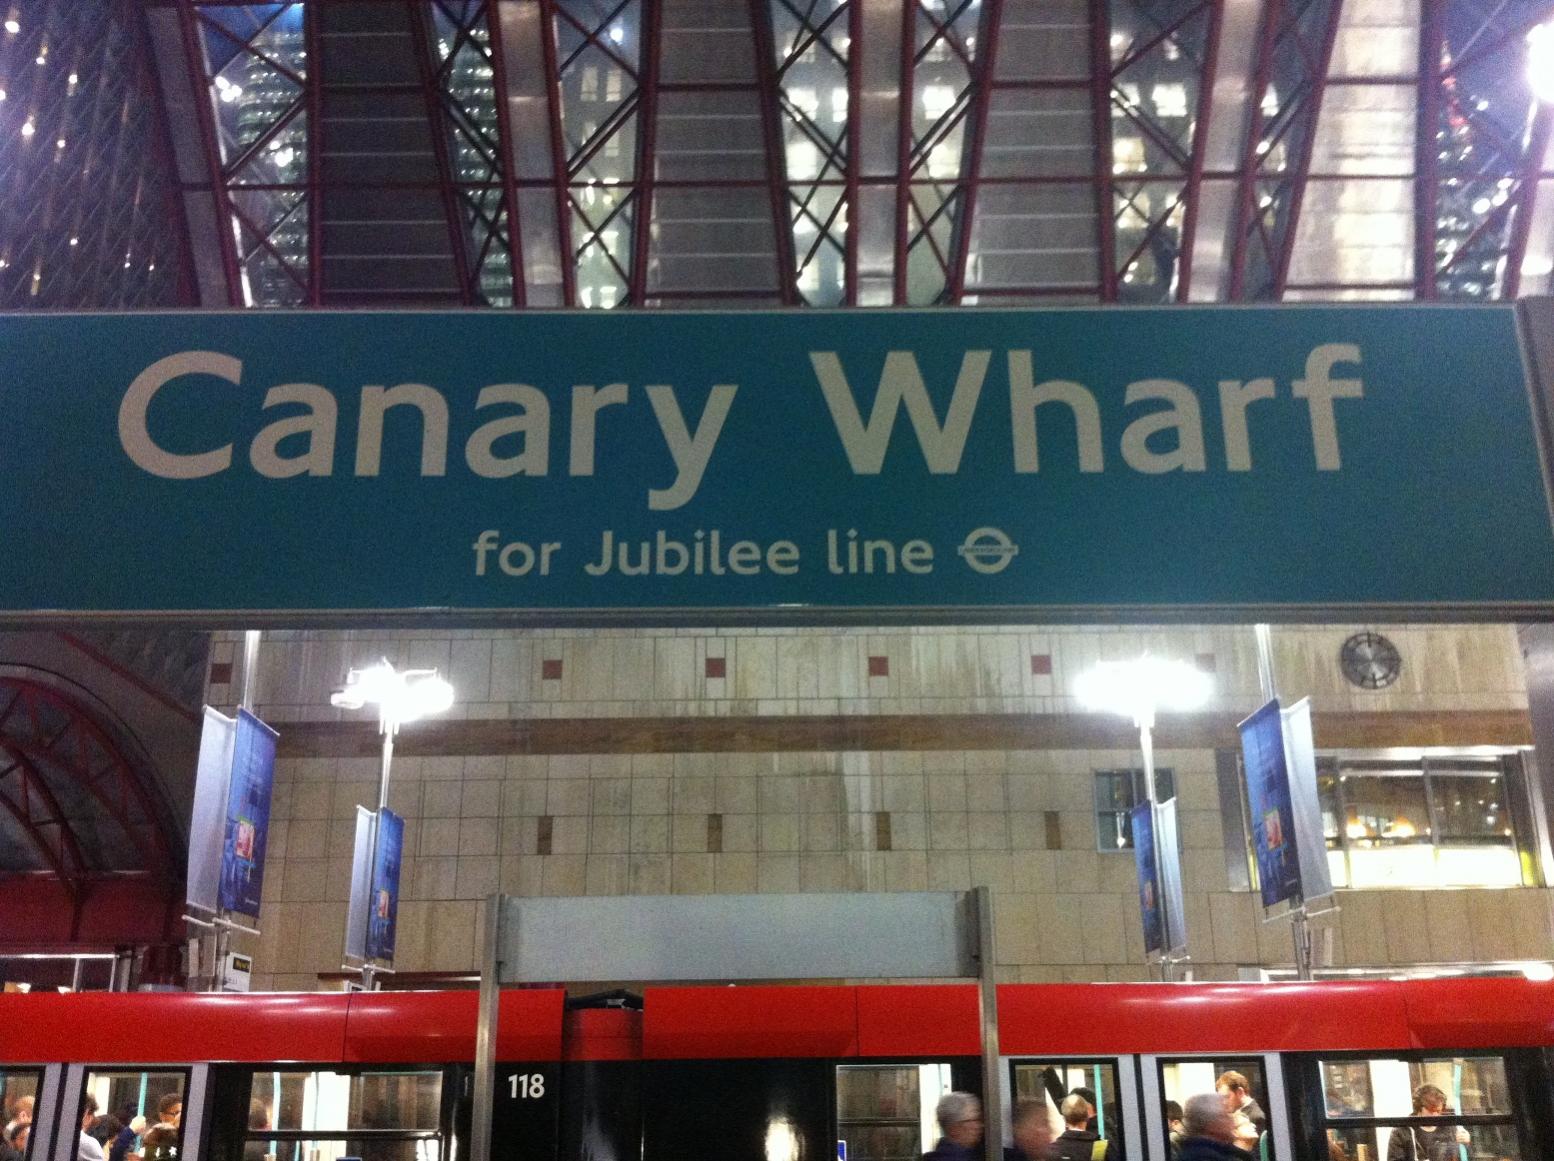 Canary Wharf
for Jubilee line
118